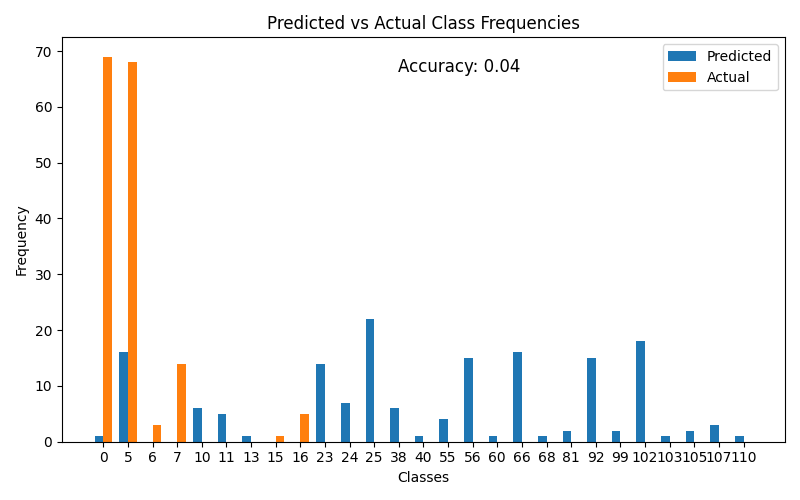 Predicted vs Actual Class Frequencies
Accuracy: 0.04
Predicted
Actual
70
60
50
40
30
20
10
0
Frequency
0 5 6 7 10 11 13 15 16 23 24 25 38 40 55 56 60 66 68 81 92 99 102 103 105 107 110
Classes